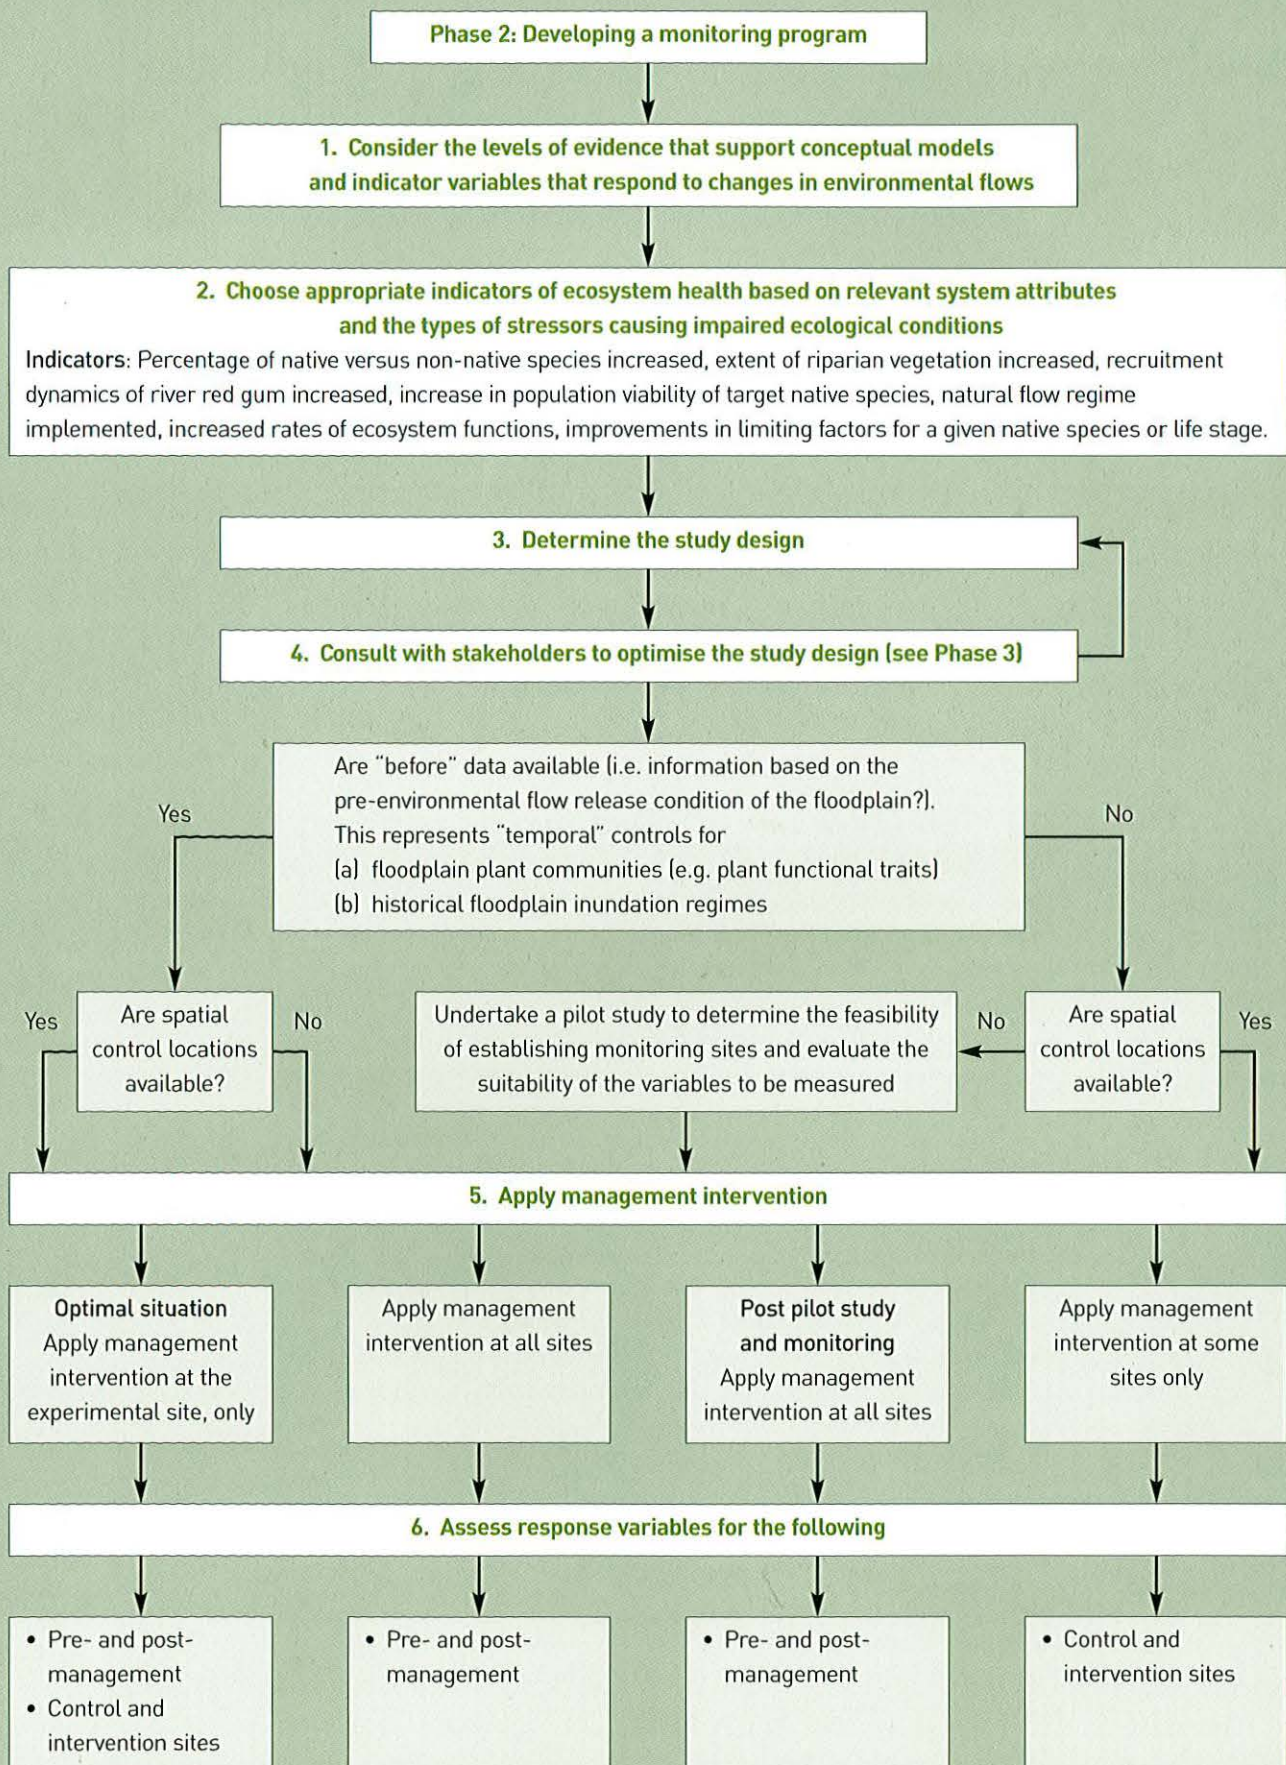 Phase 2: Developing a monitoring program
1. Consider the levels of evidence that support conceptual models
and indicator variables that respond to changes in environmental flows
2. Choose appropriate indicators of ecosystem health based on relevant system attributes
and the types of stressors causing impaired ecological conditions
Indicators: Percentage of native versus non-native species increased, extent of riparian vegetation increased, recruitment
dynamics of river red gum increased, increase in population viability of target native species, natural flow regime
implemented, increased rates of ecosystem functions, improvements in limiting factors for a given native species or life stage.
3. Determine the study design
4. Consult with stakeholders to optimise the study design (see Phase 3)
Are "before" data available (i.e. information based on the
pre-environmental flow release condition of the floodplain?).
This represents "temporal" controls for
(a) floodplain plant communities (e.g. plant functional traits)
(b) historical floodplain inundation regimes
Yes
No
Yes
Are spatial
control locations
available?
No
Undertake a pilot study to determine the feasibility
of establishing monitoring sites and evaluate the
suitability of the variables to be measured
No
Are spatial
control locations
available?
Yes
5. Apply management intervention
Optimal situation
Apply management
intervention at the
experimental site, only
Apply management
intervention at all sites
Post pilot study
and monitoring
Apply management
intervention at all sites
Apply management
intervention at some
sites only
6. Assess response variables for the following
• Pre- and post-
management
• Control and
intervention sites
• Pre- and post-
management
• Pre- and post-
management
• Control and
intervention sites